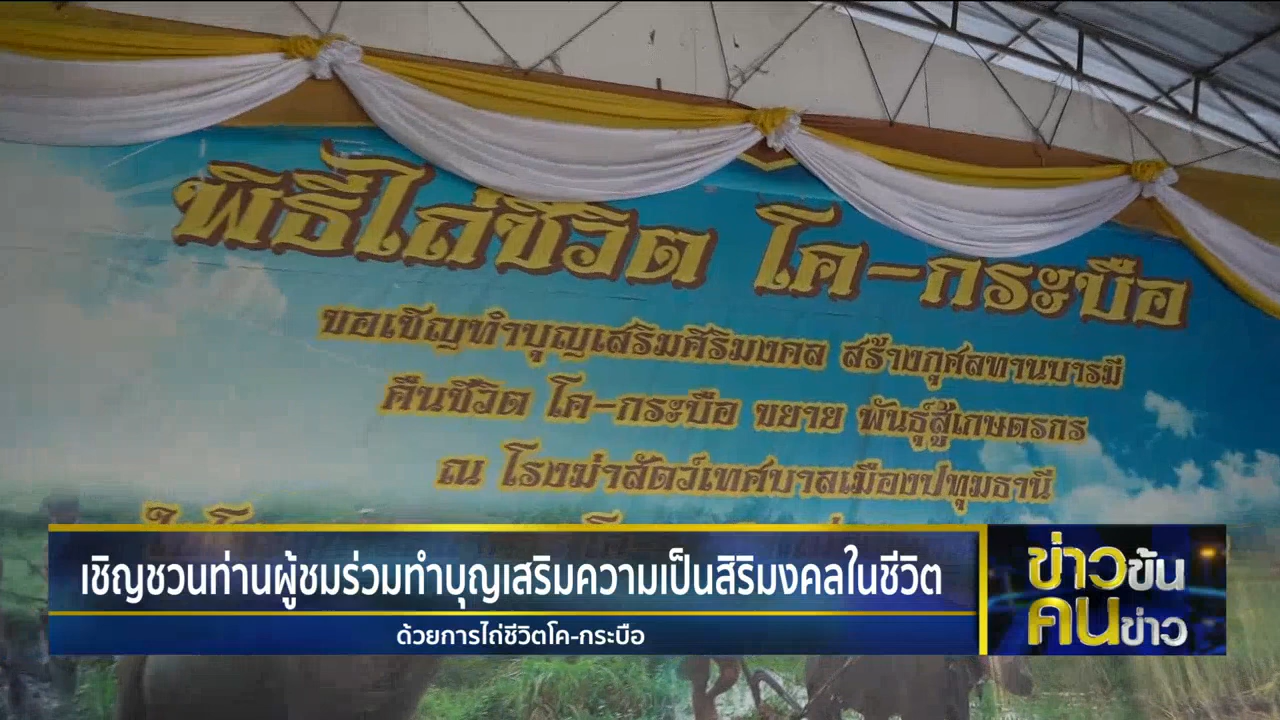 พิธีไถ่ชีวิต โค-กระบือ
ขอเชิญทำบุญเสริมศิริมงคล สร้างกุศลทานบารมี
คืนชีวิต โค-กระบือ ขยาย พันธุ์สู่เกษตรกร
ณ โรงฆ่าสัตว์เทศบาลเมืองปทุมธานี
เชิญชวนท่านผู้ชมร่วมทำบุญเสริมความเป็นสิริมงคลในชีวิต
ด้วยการไถ่ชีวิตโค-กระบือ
ข่าวข้น
คนข่าว